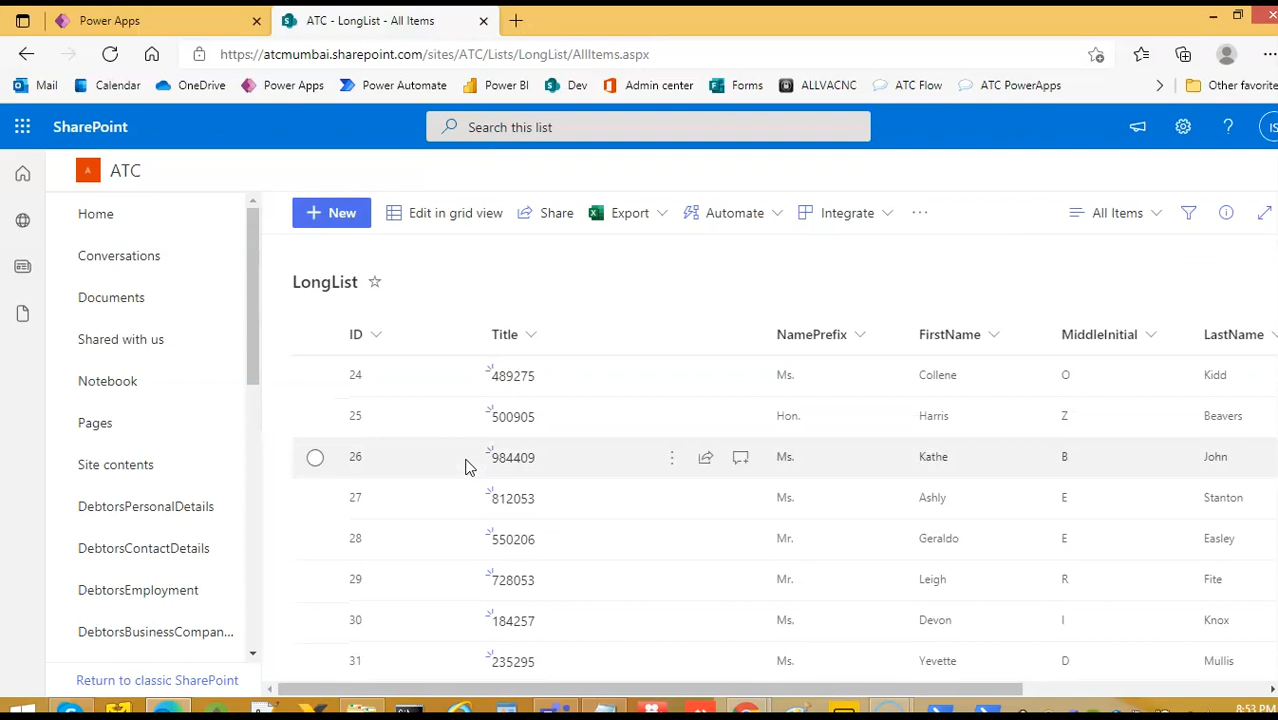 Power Apps
ATC - LongList - All Items
https://atcmumbai.sharepoint.com/sites/ATC/Lists/LongList/AllItems.aspx
Mail Calendar OneDrive Power Apps Power Automate Power BI Dev Admin center Forms ALLVACNC ATC Flow ATC PowerApps Other favorite
SharePoint
Search this list
IS
A ATC
Home
Conversations
Documents
Shared with us
Notebook
Pages
Site contents
DebtorsPersonalDetails
DebtorsContactDetails
DebtorsEmployment
DebtorsBusinessCompan...
Return to classic SharePoint
+ New Edit in grid view Share Export Automate Integrate ... All Items
LongList
ID Title NamePrefix FirstName MiddleInitial LastName
24 489275 Ms. Collene O Kidd
25 500905 Hon. Harris Z Beavers
26 984409 Ms. Kathe B John
27 812053 Ms. Ashly E Stanton
28 550206 Mr. Geraldo E Easley
29 728053 Mr. Leigh R Fite
30 184257 Ms. Devon I Knox
31 235295 Ms. Yevette D Mullis
8:53 PM